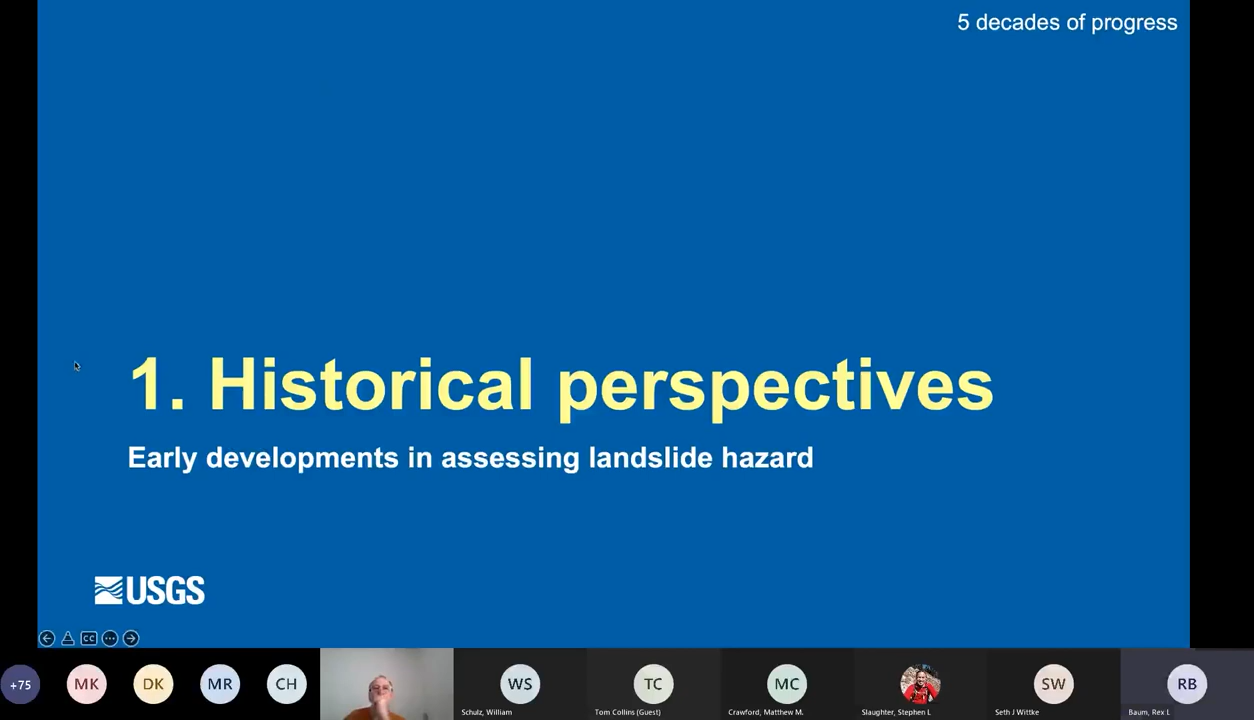 5 decades of progress
1. Historical perspectives
Early developments in assessing landslide hazard
USGS
CC
+75
MK
DK
MR
CH
WS
Schulz, William
TC
Tom Collins (Guest)
MC
Crawford, Matthew M.
Slaughter, Stephen L
SW
Seth J Wittke
RB
Baum, Rex L